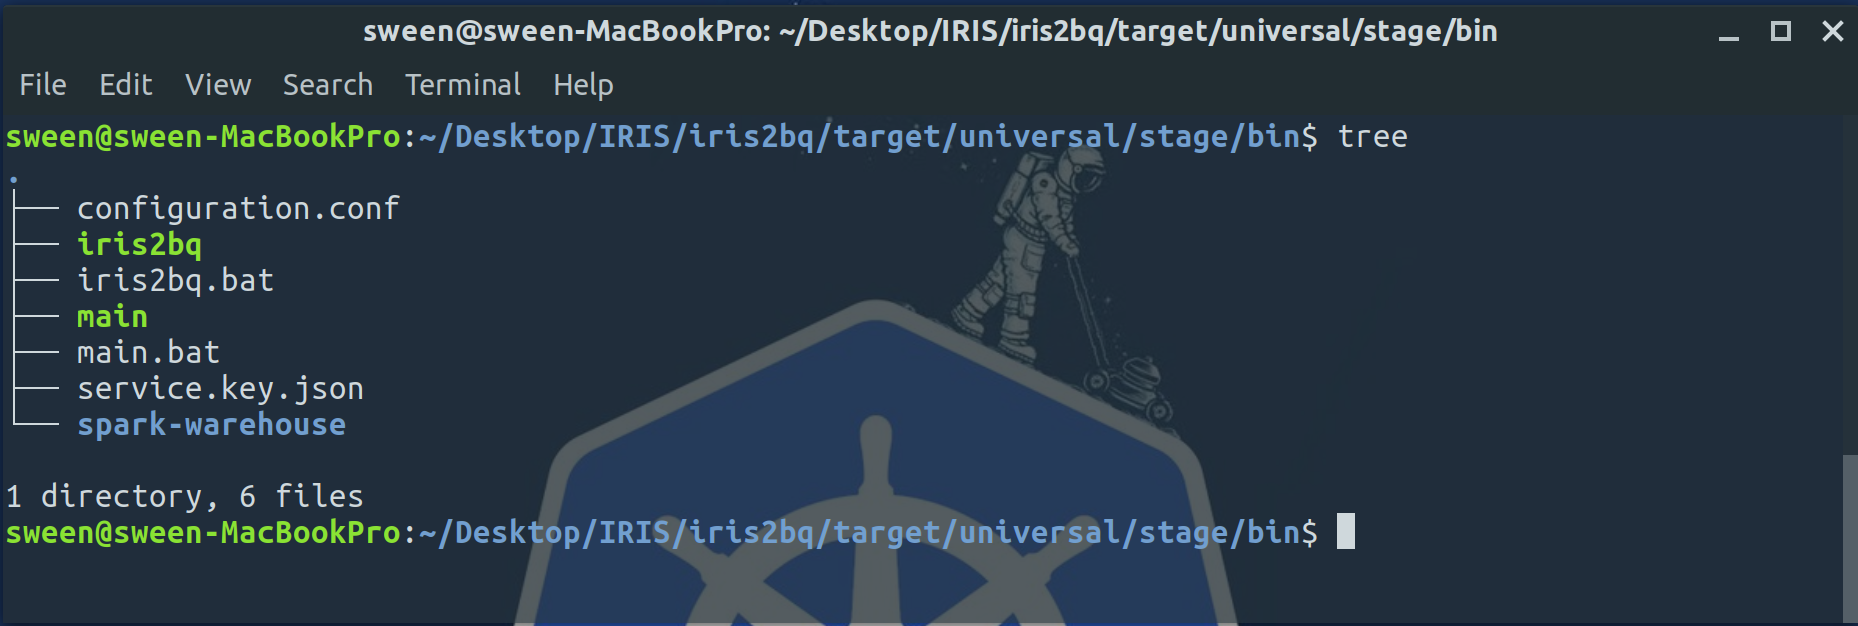 sween@sween-MacBookPro: ~/Desktop/IRIS/iris2bq/target/universal/stage/bin
File Edit View Search Terminal Help
sween@sween-MacBookPro:~/Desktop/IRIS/iris2bq/target/universal/stage/bin$ tree
.
├── configuration.conf
├── iris2bq
├── iris2bq.bat
├── main
├── main.bat
├── service.key.json
└── spark-warehouse
1 directory, 6 files
sween@sween-MacBookPro:~/Desktop/IRIS/iris2bq/target/universal/stage/bin$